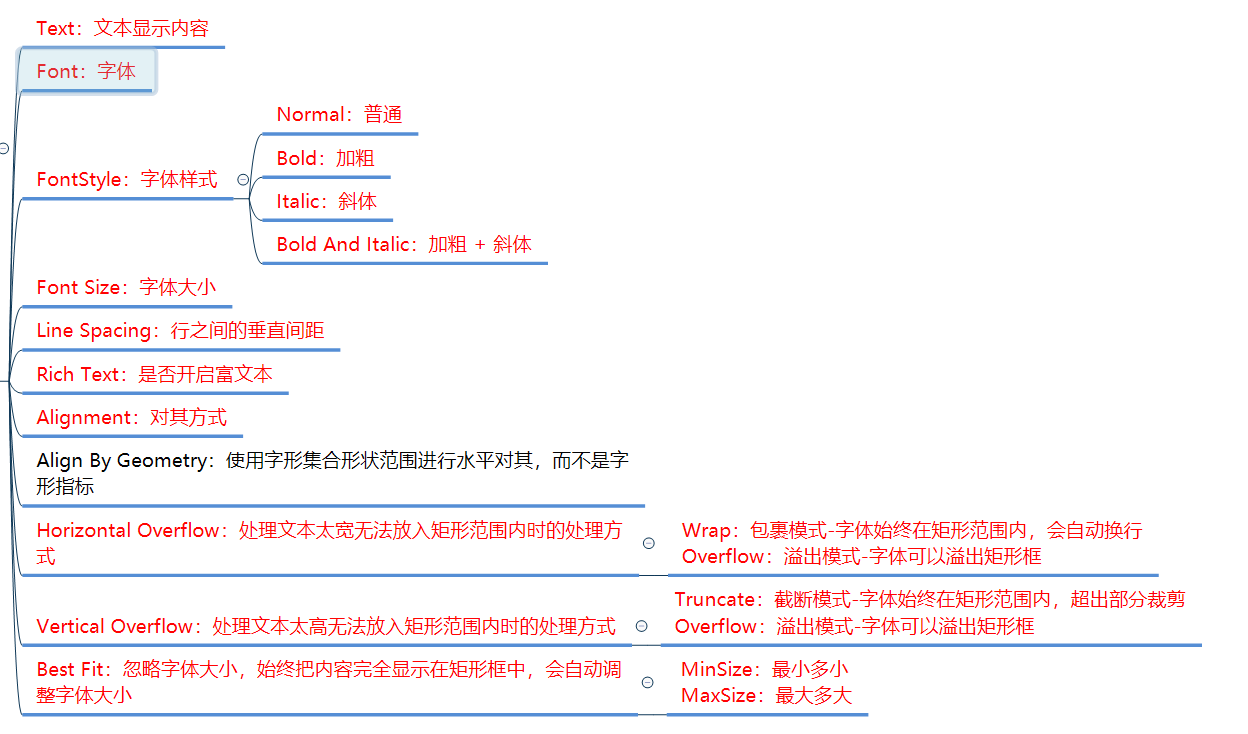 Text：文本显示内容
Font：字体
FontStyle：字体样式
Normal：普通
Bold：加粗
Italic：斜体
Bold And Italic：加粗 + 斜体
Font Size：字体大小
Line Spacing：行之间的垂直间距
Rich Text：是否开启富文本
Alignment：对其方式
Align By Geometry：使用字形集合形状范围进行水平对其，而不是字
形指标
Horizontal Overflow：处理文本太宽无法放入矩形范围内时的处理方
式
Wrap：包裹模式-字体始终在矩形范围内，会自动换行
Overflow：溢出模式-字体可以溢出矩形框
Vertical Overflow：处理文本太高无法放入矩形范围内时的处理方式
Truncate：截断模式-字体始终在矩形范围内，超出部分裁剪
Overflow：溢出模式-字体可以溢出矩形框
Best Fit：忽略字体大小，始终把内容完全显示在矩形框中，会自动调
整字体大小
MinSize：最小多小
MaxSize：最大多大